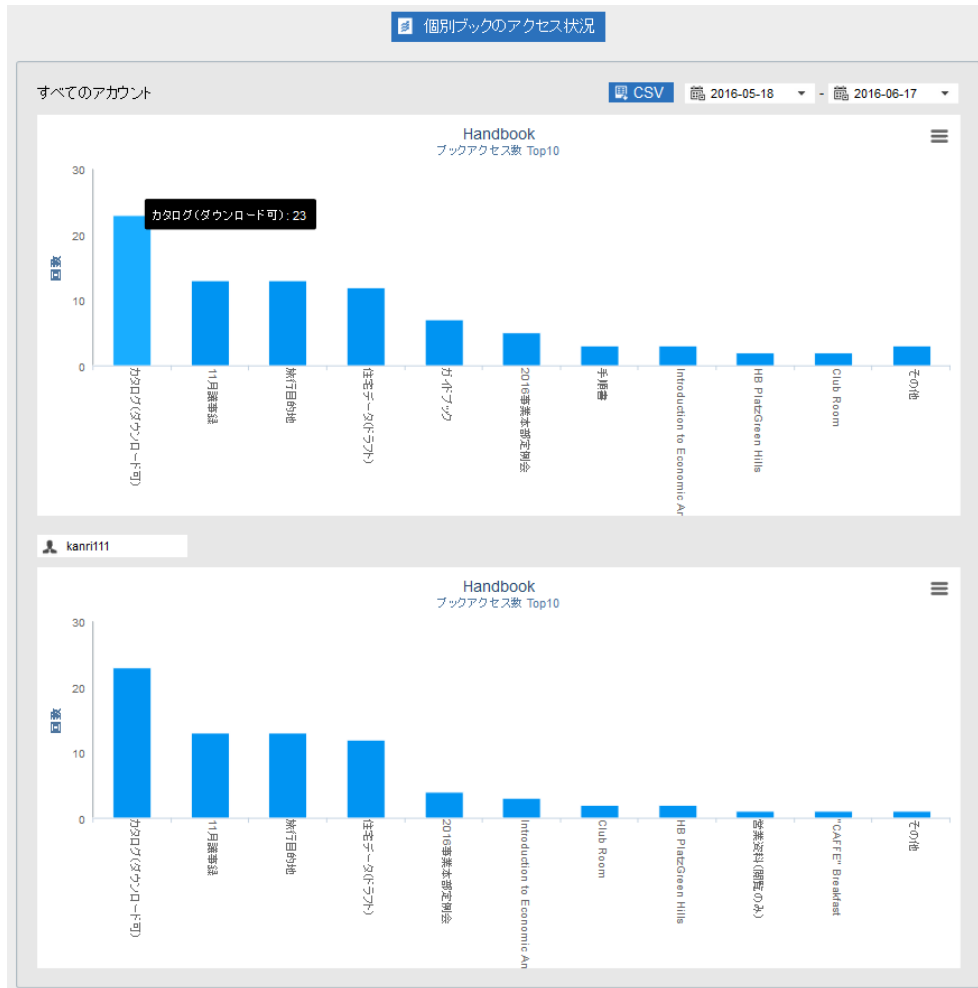 個別ブックのアクセス状況
すべてのアカウント
CSV
2016-05-18
-
2016-06-17
Handbook
ブックアクセス数 Top10
30
20
10
0
回数
カタログ(ダウンロード可): 23
カタログ(ダウンロード可)
11月議事録
旅行目的地
住宅データ(ドラフト)
ガイドブック
2016事業本部定例会
手順書
Introduction to Economic Ar
HB PlatzGreen Hills
Club Room
その他
kanri111
Handbook
ブックアクセス数 Top10
30
20
10
0
回数
カタログ(ダウンロード可)
11月議事録
旅行目的地
住宅データ(ドラフト)
2016事業本部定例会
Introduction to Economic An
Club Room
HB PlatzGreen Hills
営業資料(閲覧のみ)
"CAFFE" Breakfast
その他